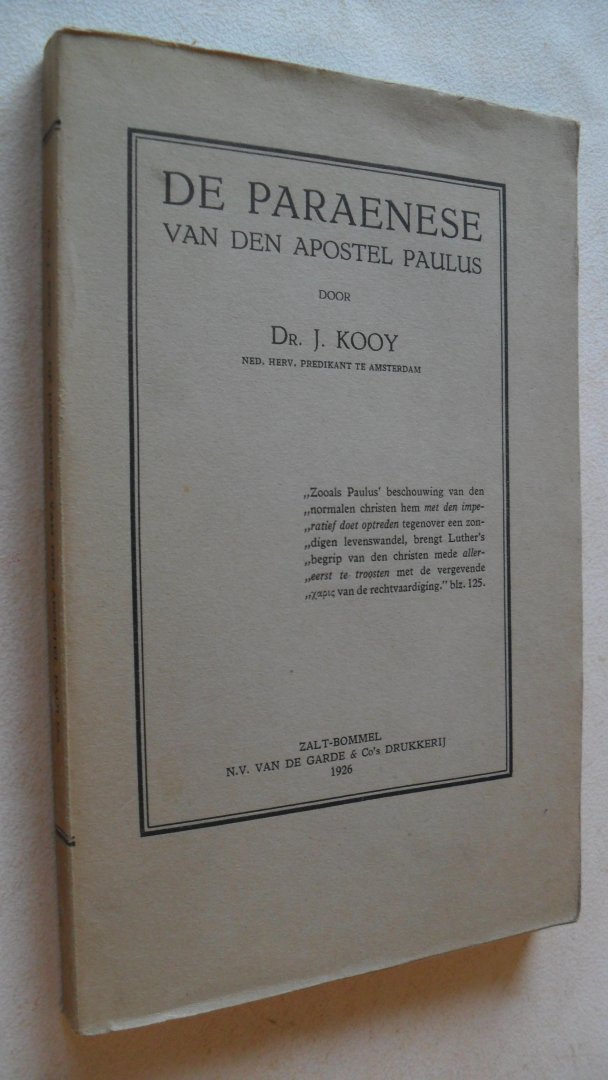 DE PARAENESE
VAN DEN APOSTEL PAULUS
DOOR
DR. J. KOOY
NED. HERV. PREDIKANT TE AMSTERDAM
„Zooals Paulus' beschouwing van den
„normalen christen hem met den impe-
„ratief doet optreden tegenover een zon-
„digen levenswandel, brengt Luther's
„begrip van den christen mede aller-
„eerst te troosten met de vergevende
„χαρις van de rechtvaardiging." blz. 125.
ZALT-BOMMEL
N.V. VAN DE GARDE & Co's DRUKKERIJ
1926